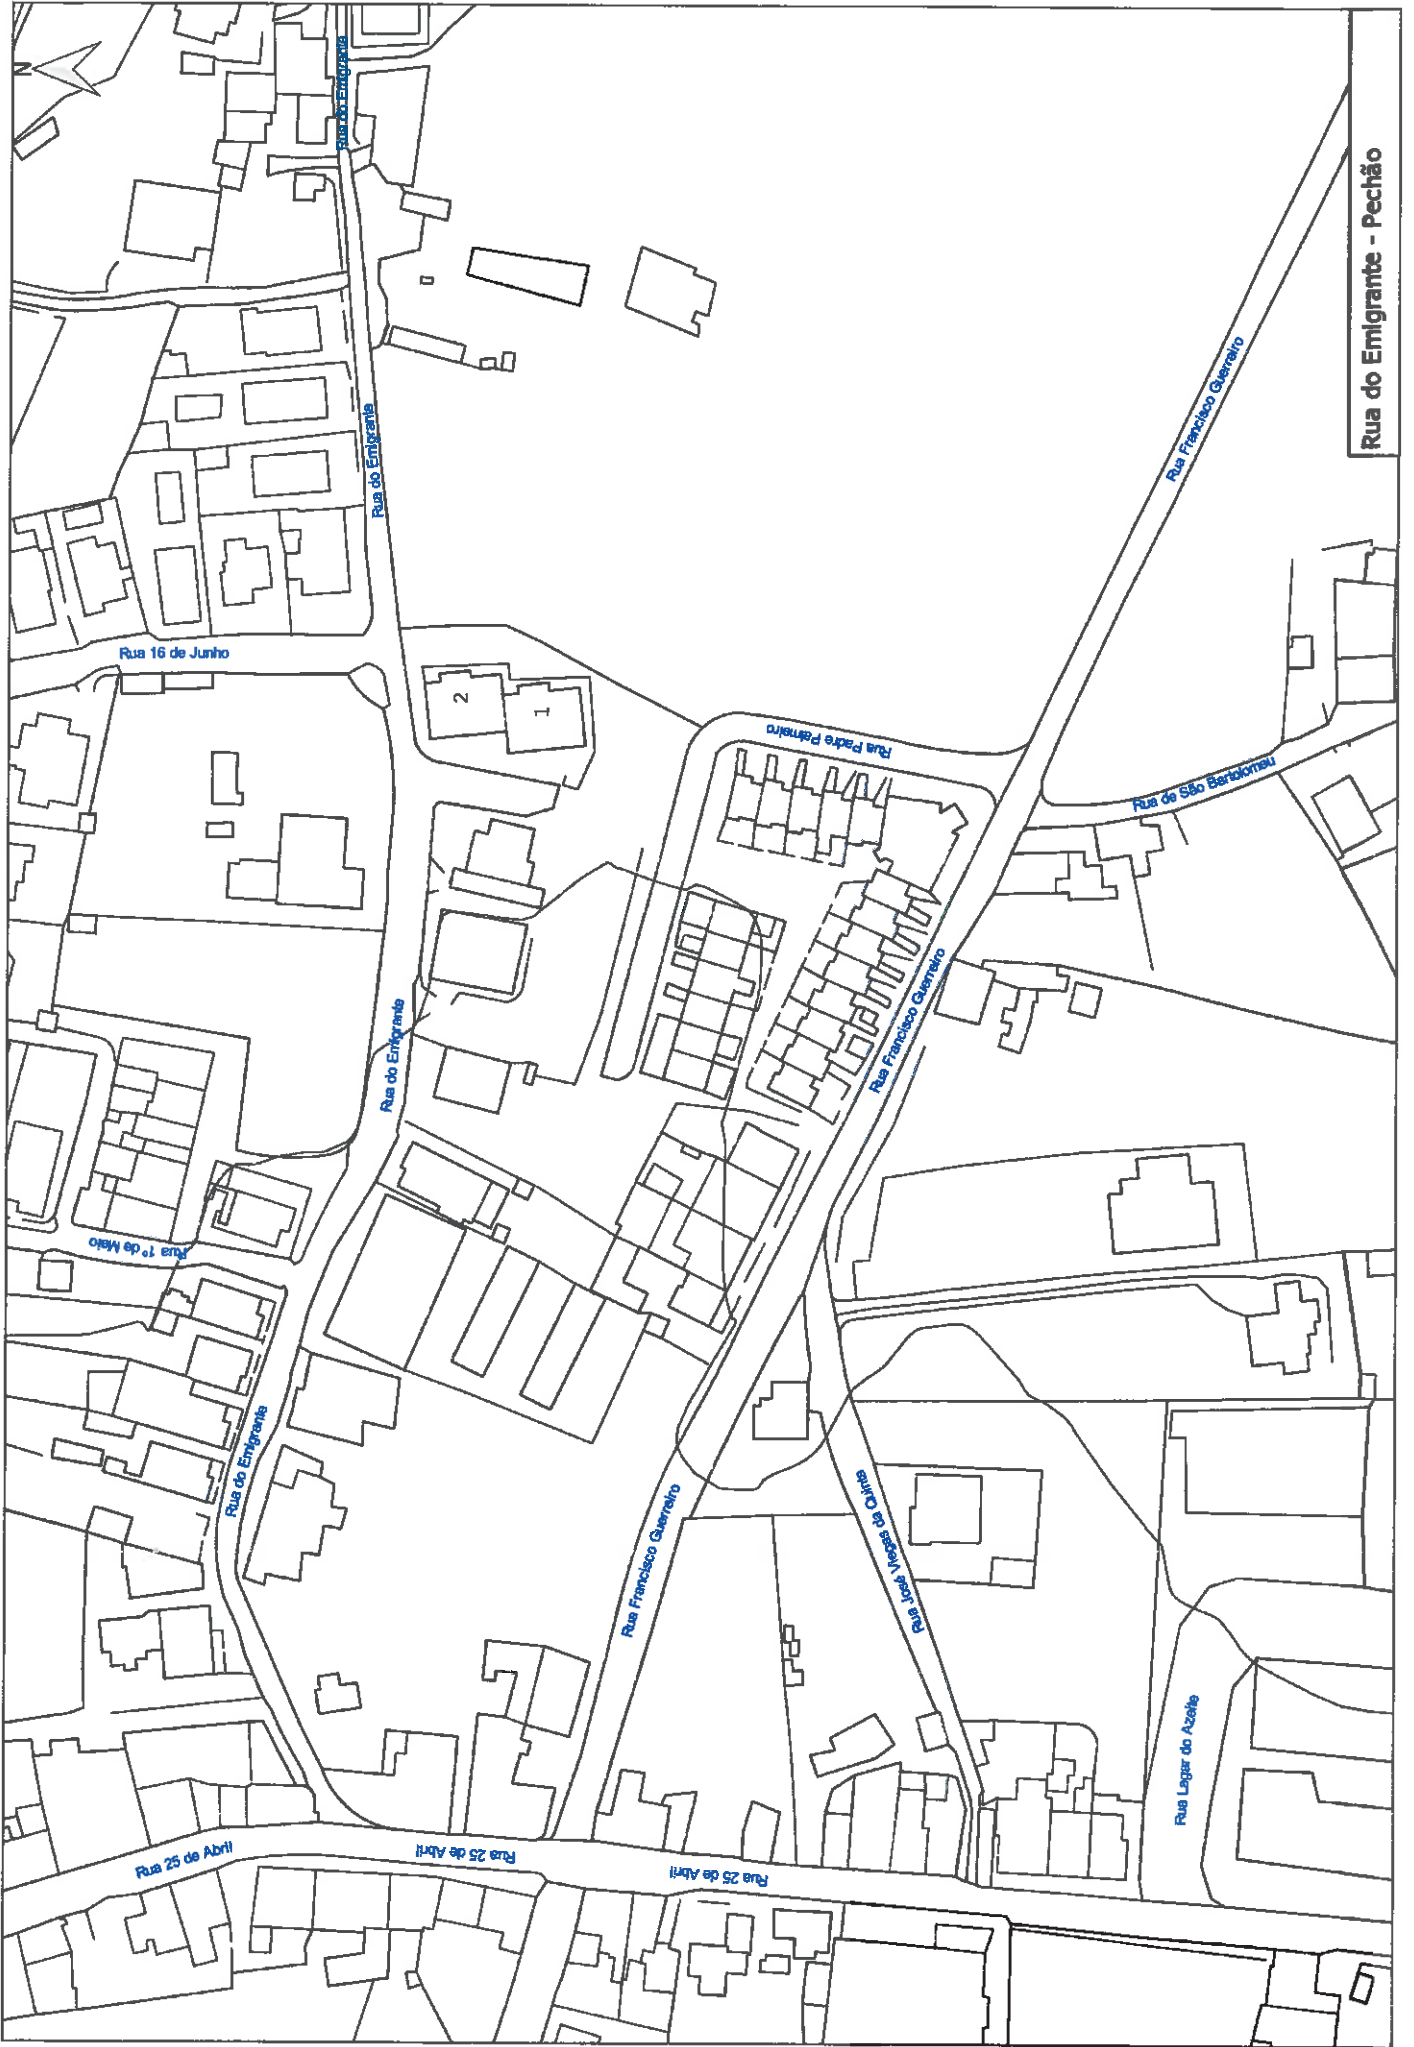 N
Rua do Emigrante
Rua do Emigrante
Rua 16 de Junho
2
1
Rua Padre Palmeiro
Rua Francisco Guerreiro
Rua do Emigrante - Pechão
Rua de São Bartolomeu
Rua do Emigrante
Rua Francisco Guerreiro
Rua 1º de Maio
Rua do Emigrante
Rua Francisco Guerreiro
Rua José Viegas da Quinta
Rua Lagar do Azeite
Rua 25 de Abril
Rua 25 de Abril
Rua 25 de Abril